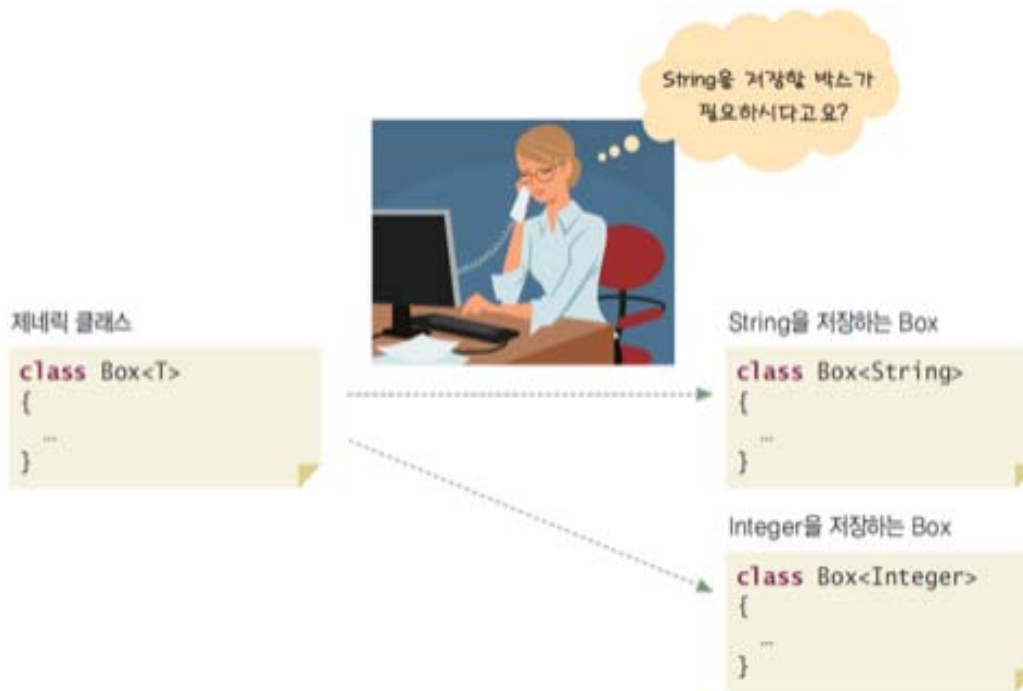 String을 저장할 박스가
필요하시다고요?
제네릭 클래스
class Box<T>
{
...
}
String을 저장하는 Box
class Box<String>
{
...
}
Integer을 저장하는 Box
class Box<Integer>
{
...
}